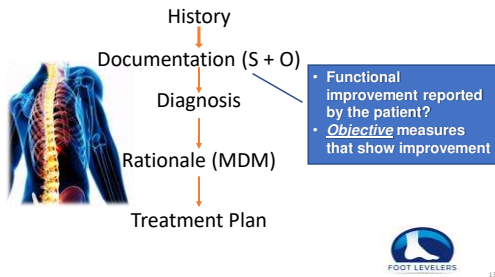 History
Documentation (S + O)
Diagnosis
Rationale (MDM)
Treatment Plan
• Functional
improvement reported
by the patient?
• Objective measures
that show improvement
FOOT LEVELERS
13